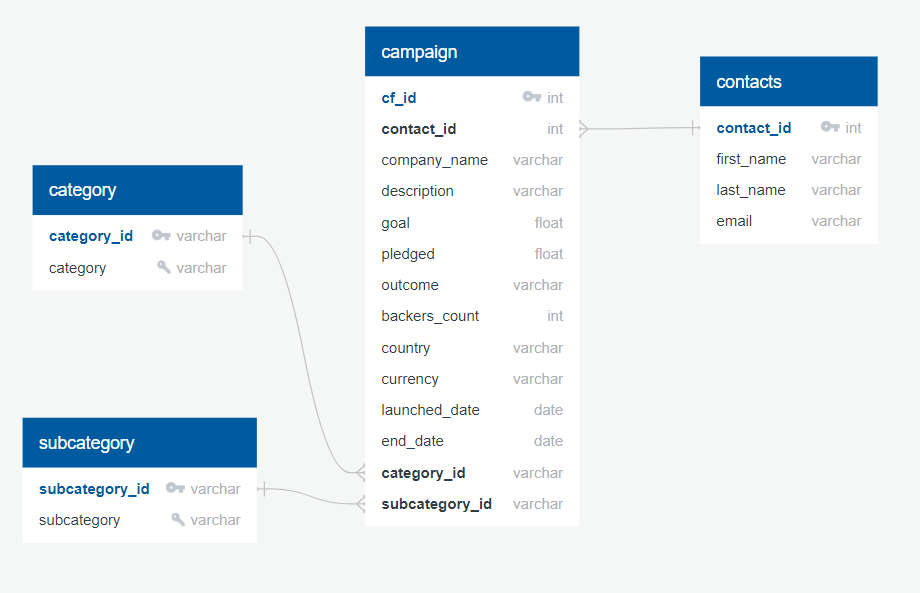 campaign
cf_id int
contact_id int
company_name varchar
description varchar
goal float
pledged float
outcome varchar
backers_count int
country varchar
currency varchar
launched_date date
end_date date
category_id varchar
subcategory_id varchar
contacts
contact_id int
first_name varchar
last_name varchar
email varchar
category
category_id varchar
category varchar
subcategory
subcategory_id varchar
subcategory varchar